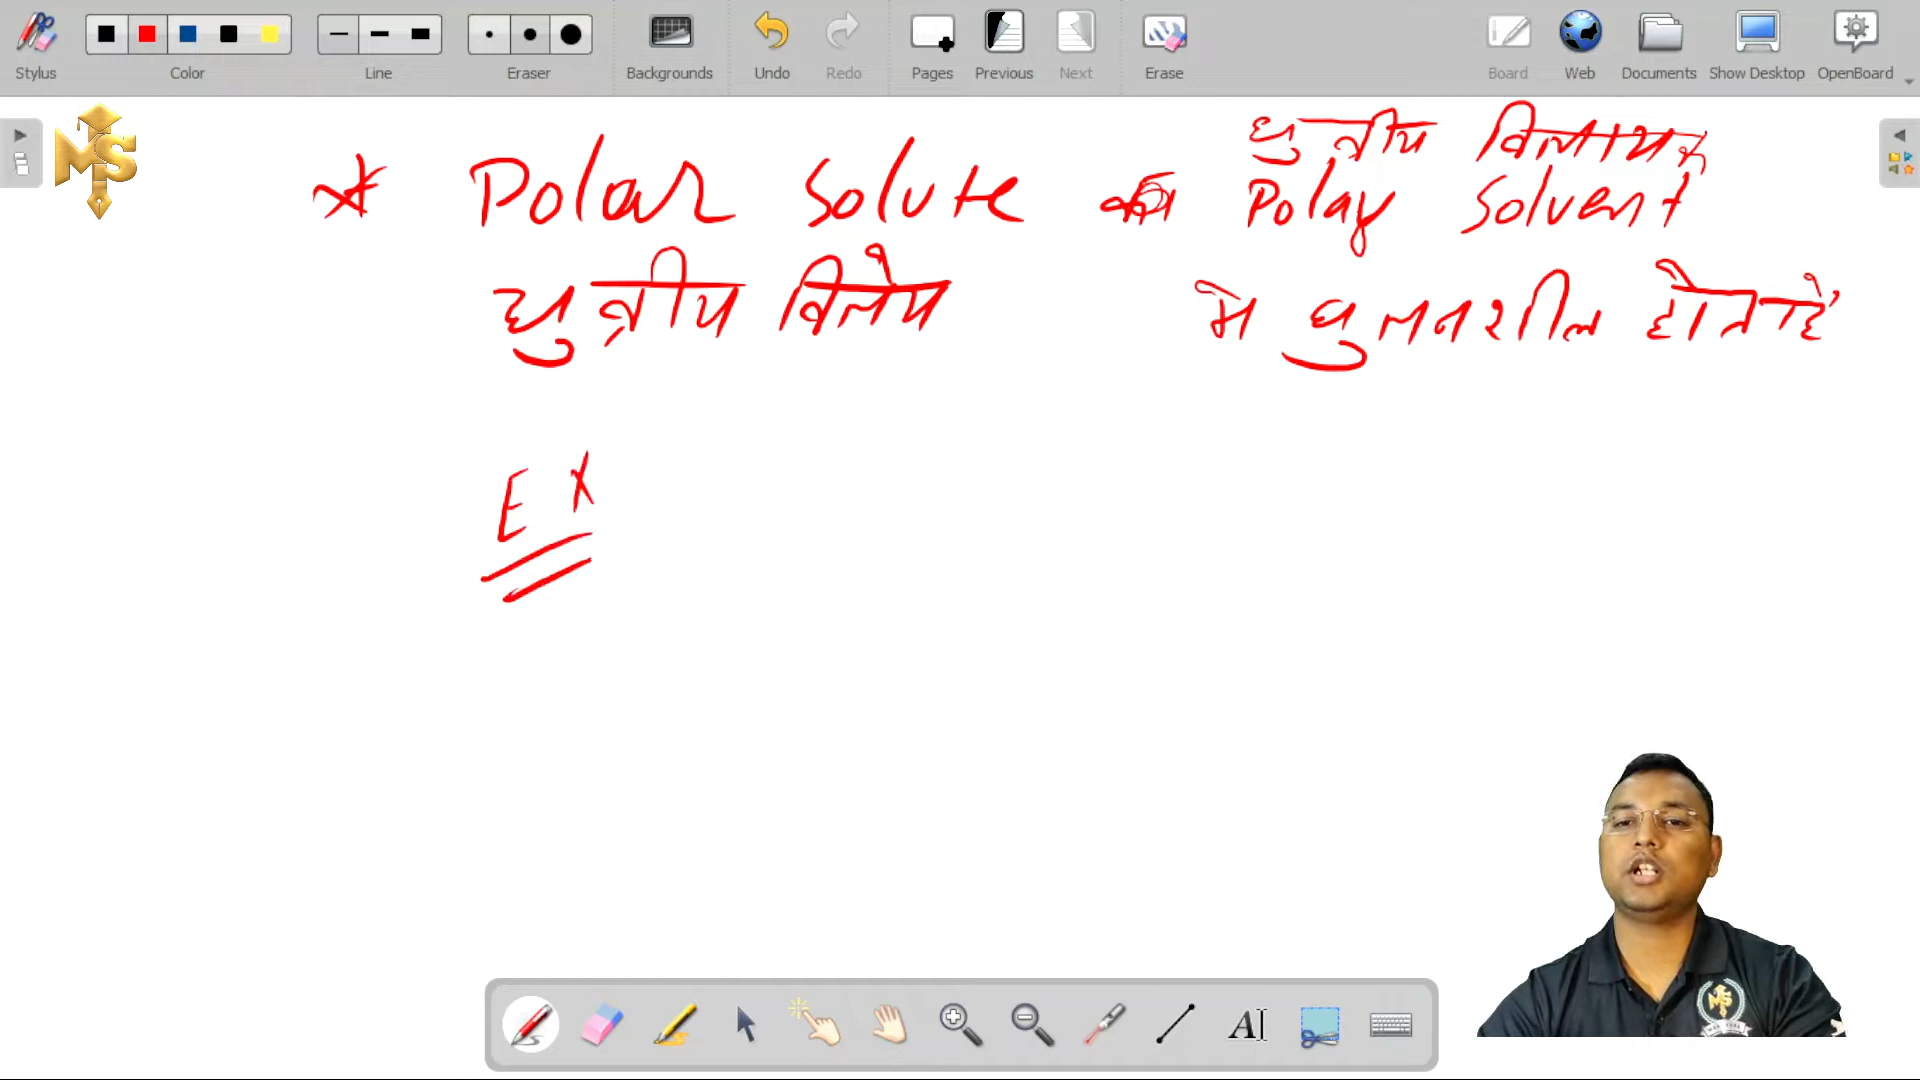 Stylus Color Line Eraser Backgrounds Undo Redo Pages Previous Next Erase Board Web Documents Show Desktop OpenBoard
MS
ध्रुवीय विलायक
* Polar Solute Polar Solvent
ध्रुवीय विलेय में घुलनशील होता है
Ex